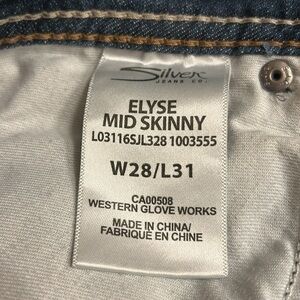 Silver
JEANS CO.
ELYSE
MID SKINNY
L03116SJL328 1003555
W28/L31
CA00508
WESTERN GLOVE WORKS
MADE IN CHINA/
FABRIQUÉ EN CHINE